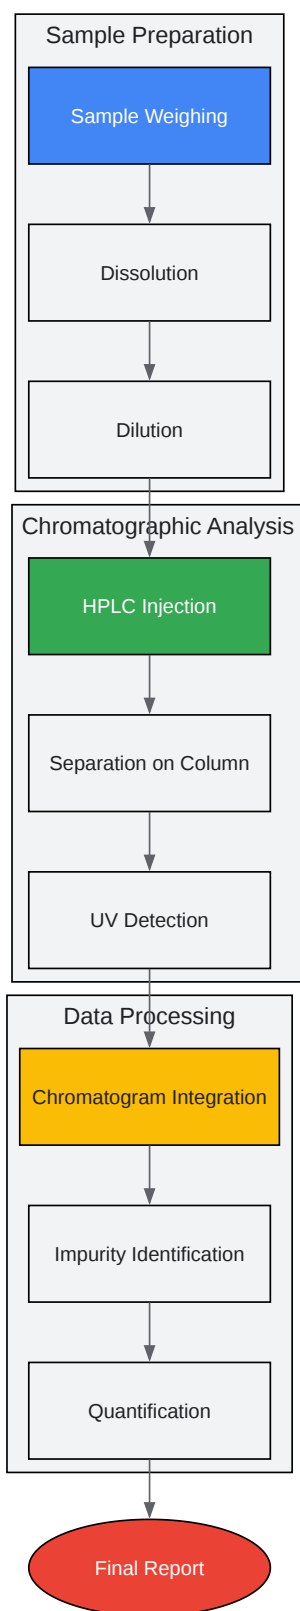 Sample Preparation
Sample Weighing
Dissolution
Dilution
Chromatographic Analysis
HPLC Injection
Separation on Column
UV Detection
Data Processing
Chromatogram Integration
Impurity Identification
Quantification
Final Report